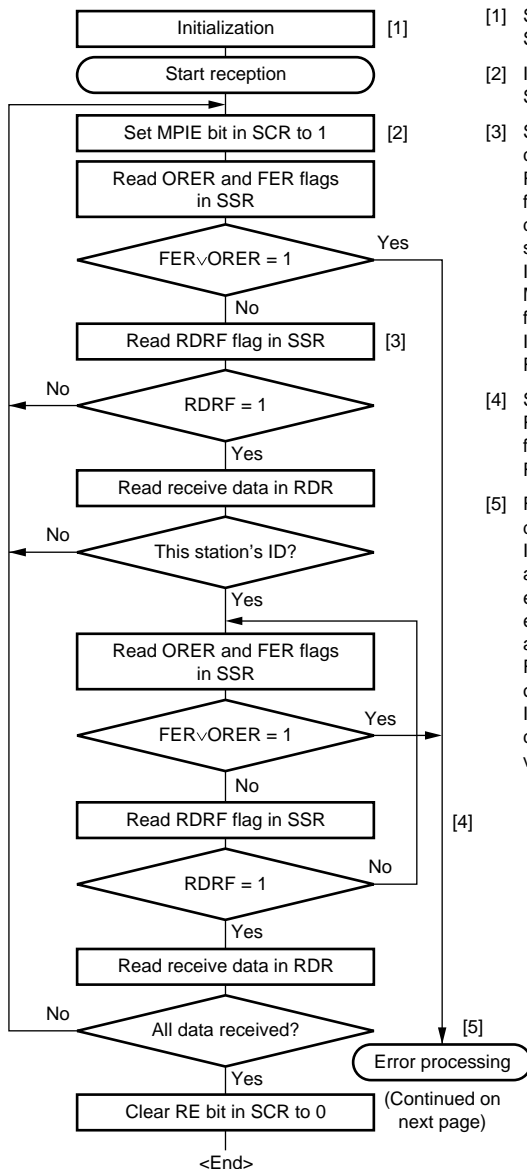 Initialization [1]
Start reception
Set MPIE bit in SCR to 1 [2]
Read ORER and FER flags
in SSR
Yes
FER∨ORER = 1
No
Read RDRF flag in SSR [3]
No
RDRF = 1
Yes
Read receive data in RDR
No
This station's ID?
Yes
Read ORER and FER flags
in SSR
Yes
FER∨ORER = 1
No
Read RDRF flag in SSR [4]
No
RDRF = 1
Yes
Read receive data in RDR
No
All data received?
[5]
Error processing
Yes
Clear RE bit in SCR to 0
(Continued on
next page)
<End>
[1]
[2]
[3]
[4]
[5]